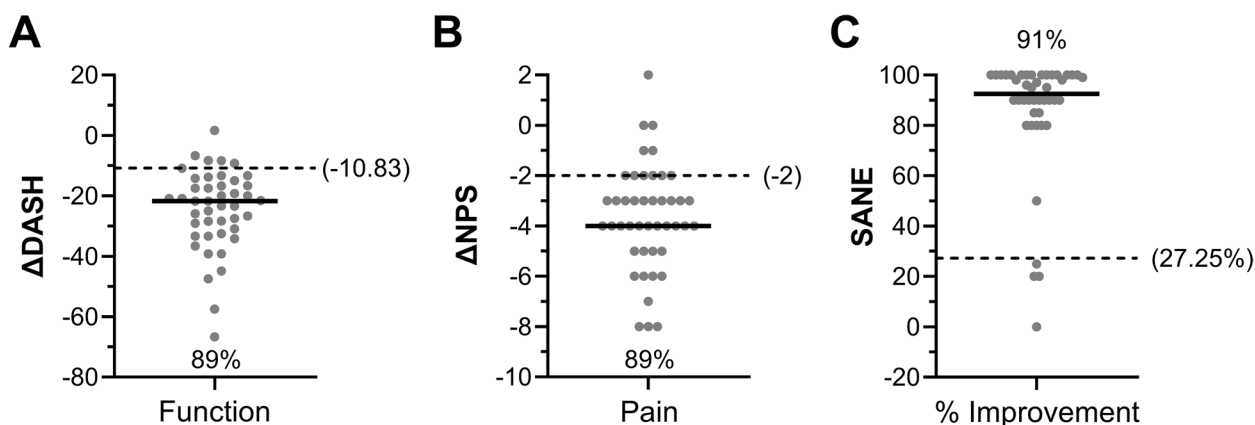 A
ΔDASH
20
0
-20
-40
-60
-80
(-10.83)
89%
Function
B
ΔNPS
2
0
-2
-4
-6
-8
-10
(-2)
89%
Pain
C
91%
SANE
100
80
60
40
20
0
-20
(27.25%)
% Improvement